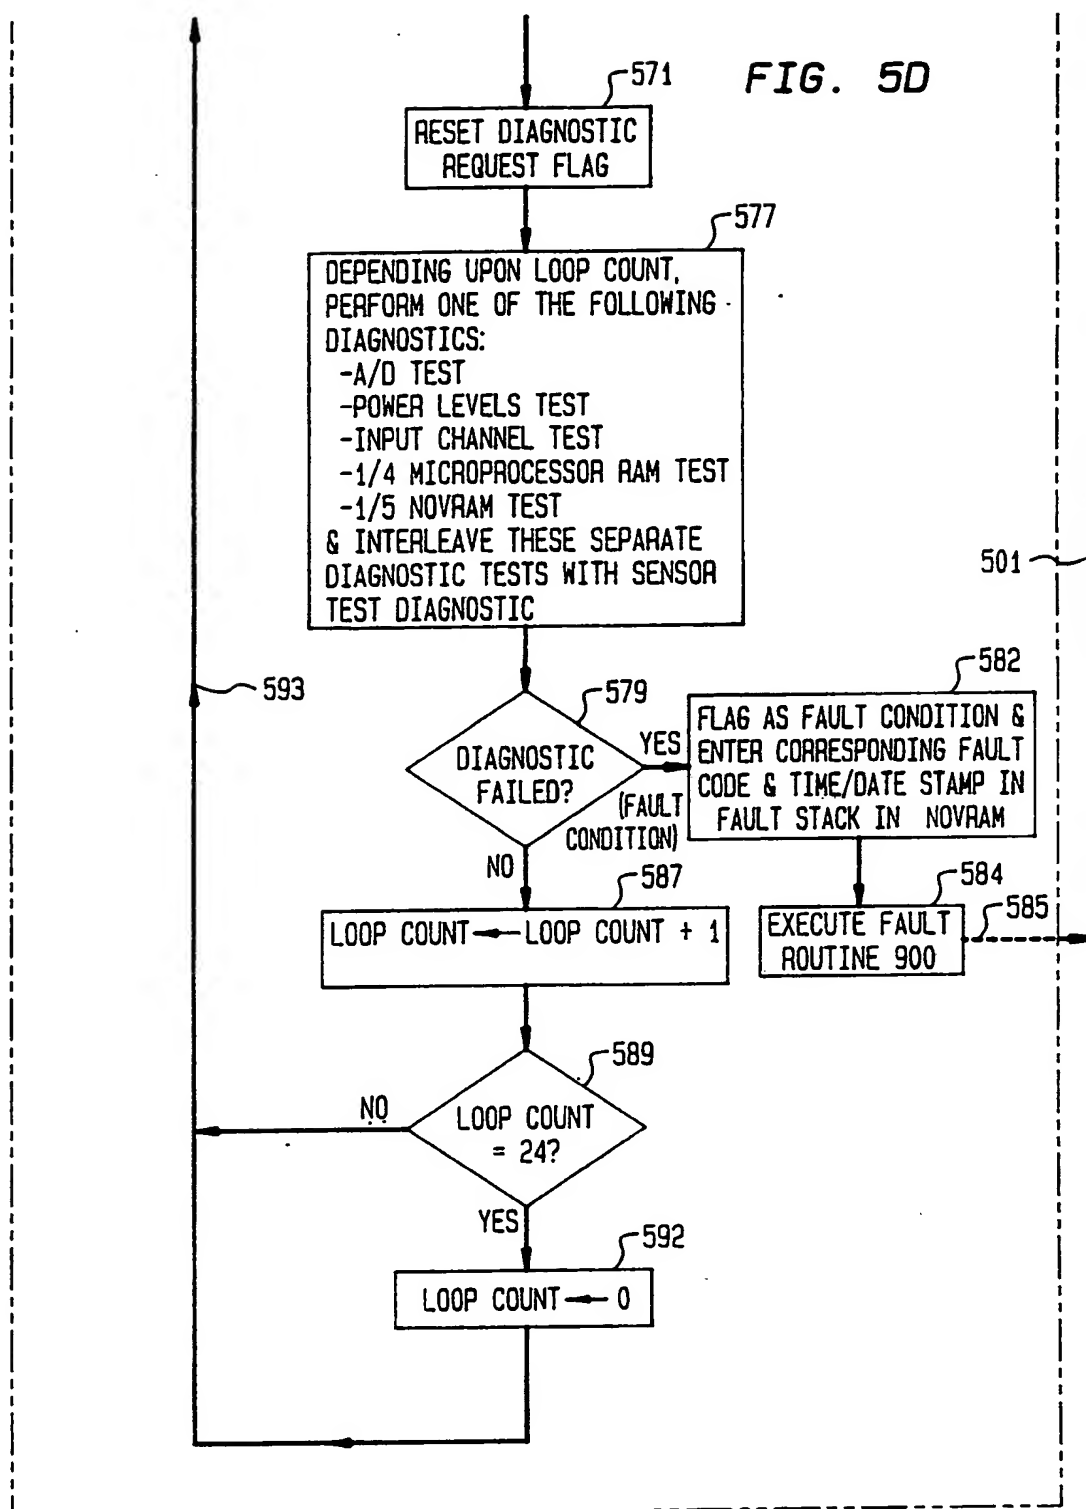 FIG. 5D
571
RESET DIAGNOSTIC
REQUEST FLAG
577
DEPENDING UPON LOOP COUNT,
PERFORM ONE OF THE FOLLOWING
DIAGNOSTICS:
-A/D TEST
-POWER LEVELS TEST
-INPUT CHANNEL TEST
-1/4 MICROPROCESSOR RAM TEST
-1/5 NOVRAM TEST
& INTERLEAVE THESE SEPARATE
DIAGNOSTIC TESTS WITH SENSOR
TEST DIAGNOSTIC
501
593
579
DIAGNOSTIC
FAILED?
YES
(FAULT
CONDITION)
582
FLAG AS FAULT CONDITION &
ENTER CORRESPONDING FAULT
CODE & TIME/DATE STAMP IN
FAULT STACK IN NOVRAM
NO
587
LOOP COUNT ← LOOP COUNT + 1
584
EXECUTE FAULT
ROUTINE 900
585
589
LOOP COUNT
= 24?
NO
YES
592
LOOP COUNT ← 0